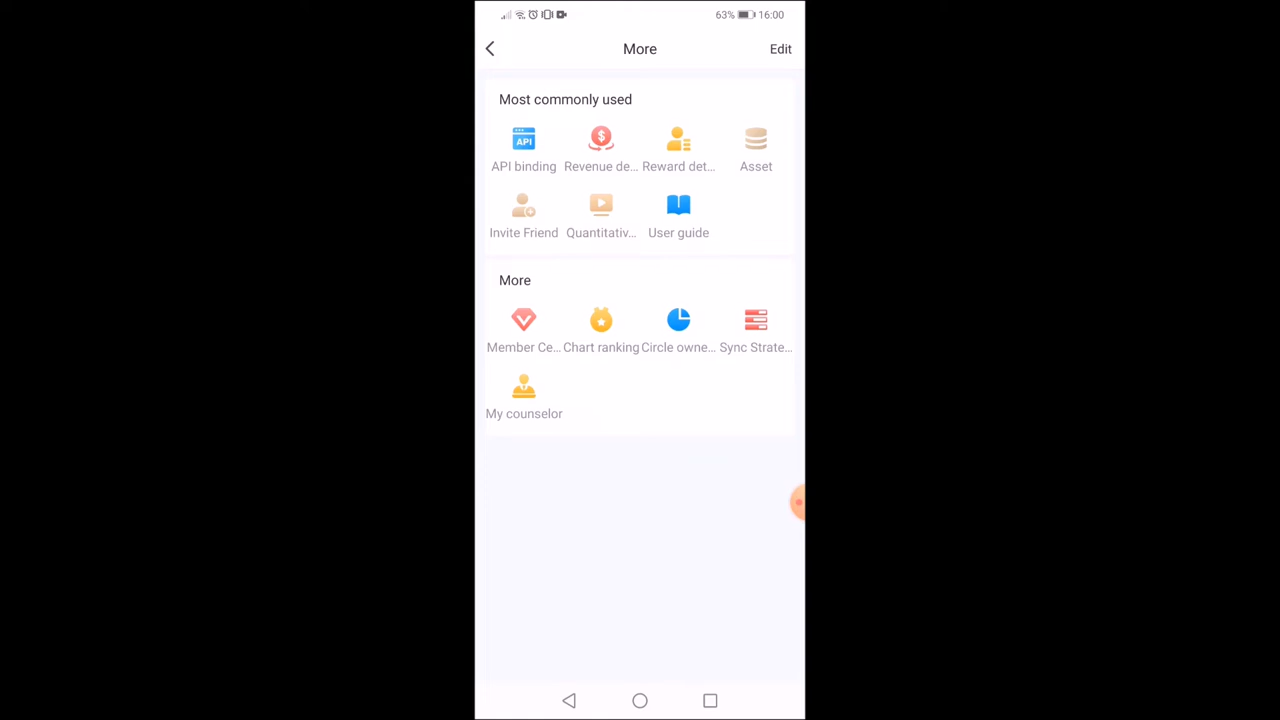 63% 16:00
More Edit
Most commonly used
API
API binding Revenue de... Reward det... Asset
Invite Friend Quantitativ... User guide
More
Member Ce... Chart ranking Circle owne... Sync Strate...
My counselor